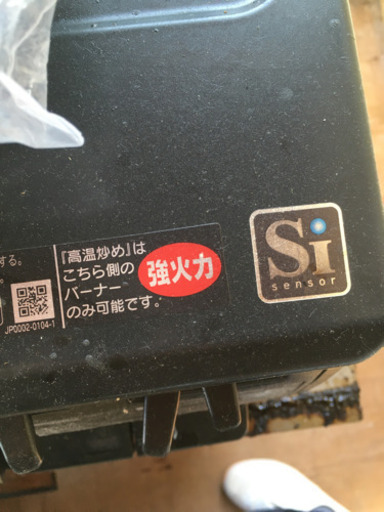 する。
『高温炒め』は
こちら側の
バーナー
のみ可能です。
強火力
JP0002-0104-1
Si
sensor